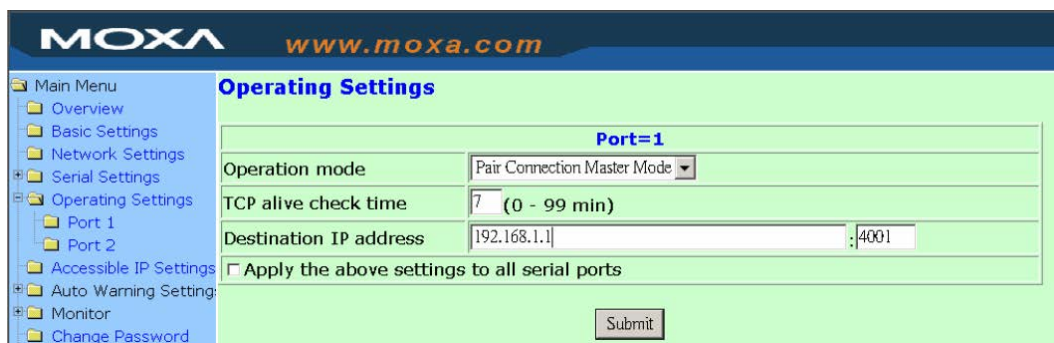 MOXA www.moxa.com
Main Menu
Overview
Basic Settings
Network Settings
Serial Settings
Operating Settings
Port 1
Port 2
Accessible IP Settings
Auto Warning Setting
Monitor
Change Password
Operating Settings
Port=1
Operation mode Pair Connection Master Mode
TCP alive check time 7 (0 - 99 min)
Destination IP address 192.168.1.1 :4001
Apply the above settings to all serial ports
Submit